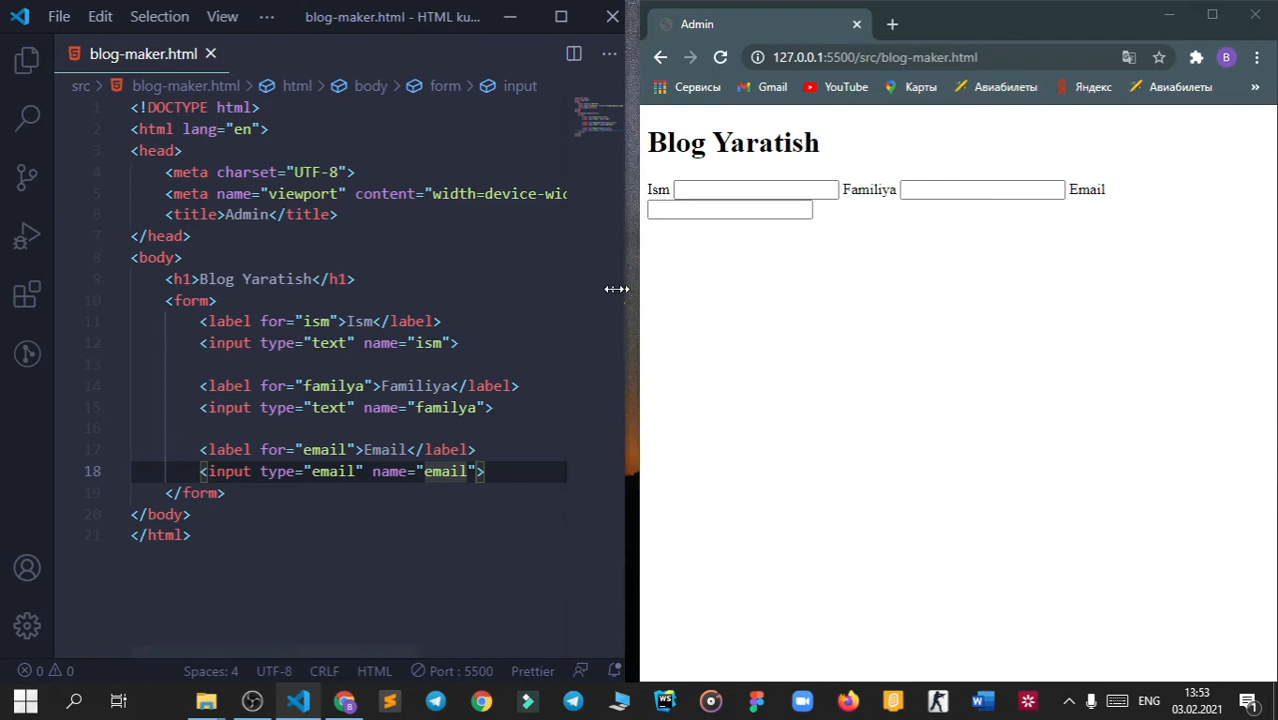 File Edit Selection View ··· blog-maker.html - HTML ku...
blog-maker.html
src › blog-maker.html › html › body › form › input
1 <!DOCTYPE html>
2 <html lang="en">
3 <head>
4 <meta charset="UTF-8">
5 <meta name="viewport" content="width=device-wid
6 <title>Admin</title>
7 </head>
8 <body>
9 <h1>Blog Yaratish</h1>
10 <form>
11 <label for="ism">Ism</label>
12 <input type="text" name="ism">
13
14 <label for="familya">Familiya</label>
15 <input type="text" name="familya">
16
17 <label for="email">Email</label>
18 <input type="email" name="email">
19 </form>
20 </body>
21 </html>
0 0 Spaces: 4 UTF-8 CRLF HTML Port : 5500 Prettier
Admin
127.0.0.1:5500/src/blog-maker.html B
Сервисы Gmail YouTube Карты Авиабилеты Яндекс Авиабилеты »
Blog Yaratish
Ism Familiya Email
ENG 13:53
03.02.2021 1